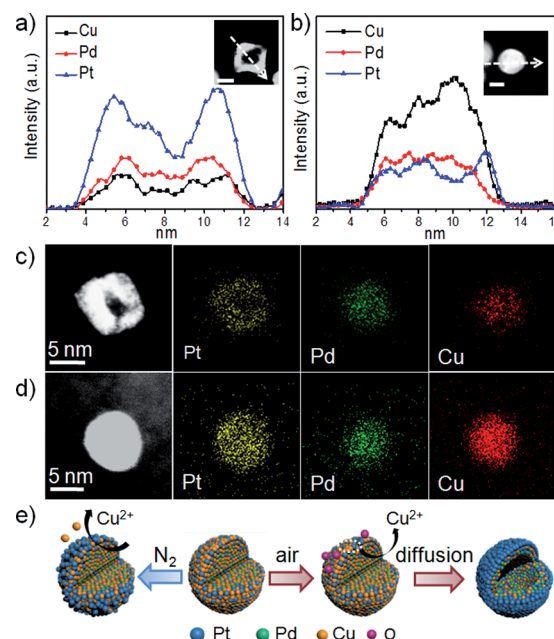 a)
Cu
Pd
Pt
Intensity (a.u.)
2 4 6 8 10 12 14
nm
b)
Cu
Pd
Pt
Intensity (a.u.)
2 4 6 8 10 12 14 16
nm
c)
5 nm
Pt
Pd
Cu
d)
5 nm
Pt
Pd
Cu
e)
Cu²⁺
N₂
air
Cu²⁺
diffusion
Pt Pd Cu O